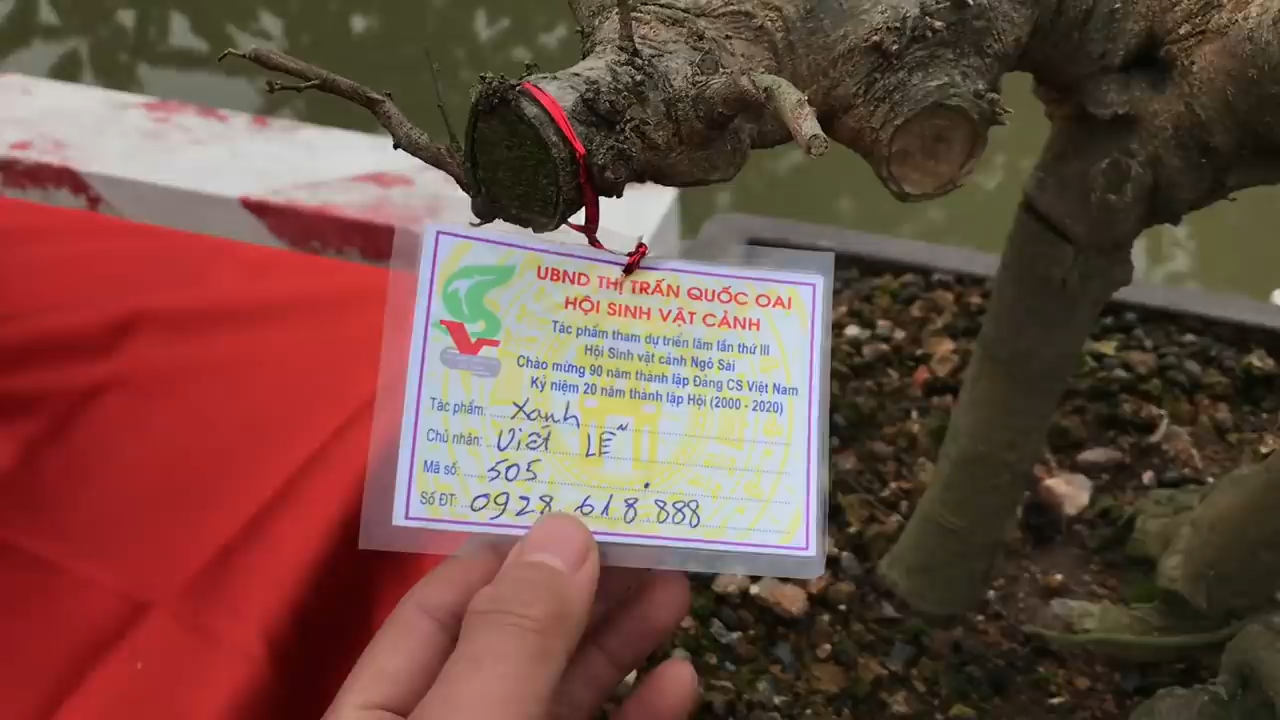 UBND THỊ TRẤN QUỐC OAI
HỘI SINH VẬT CẢNH
Tác phẩm tham dự triển lãm lần thứ III
Hội Sinh vật cảnh Ngô Sài
Chào mừng 90 năm thành lập Đảng CS Việt Nam
Kỷ niệm 20 năm thành lập Hội (2000 - 2020)
Tác phẩm: Xanh
Chủ nhân: Việt LỄ
Mã số: 505
Số ĐT: 0928.618.888